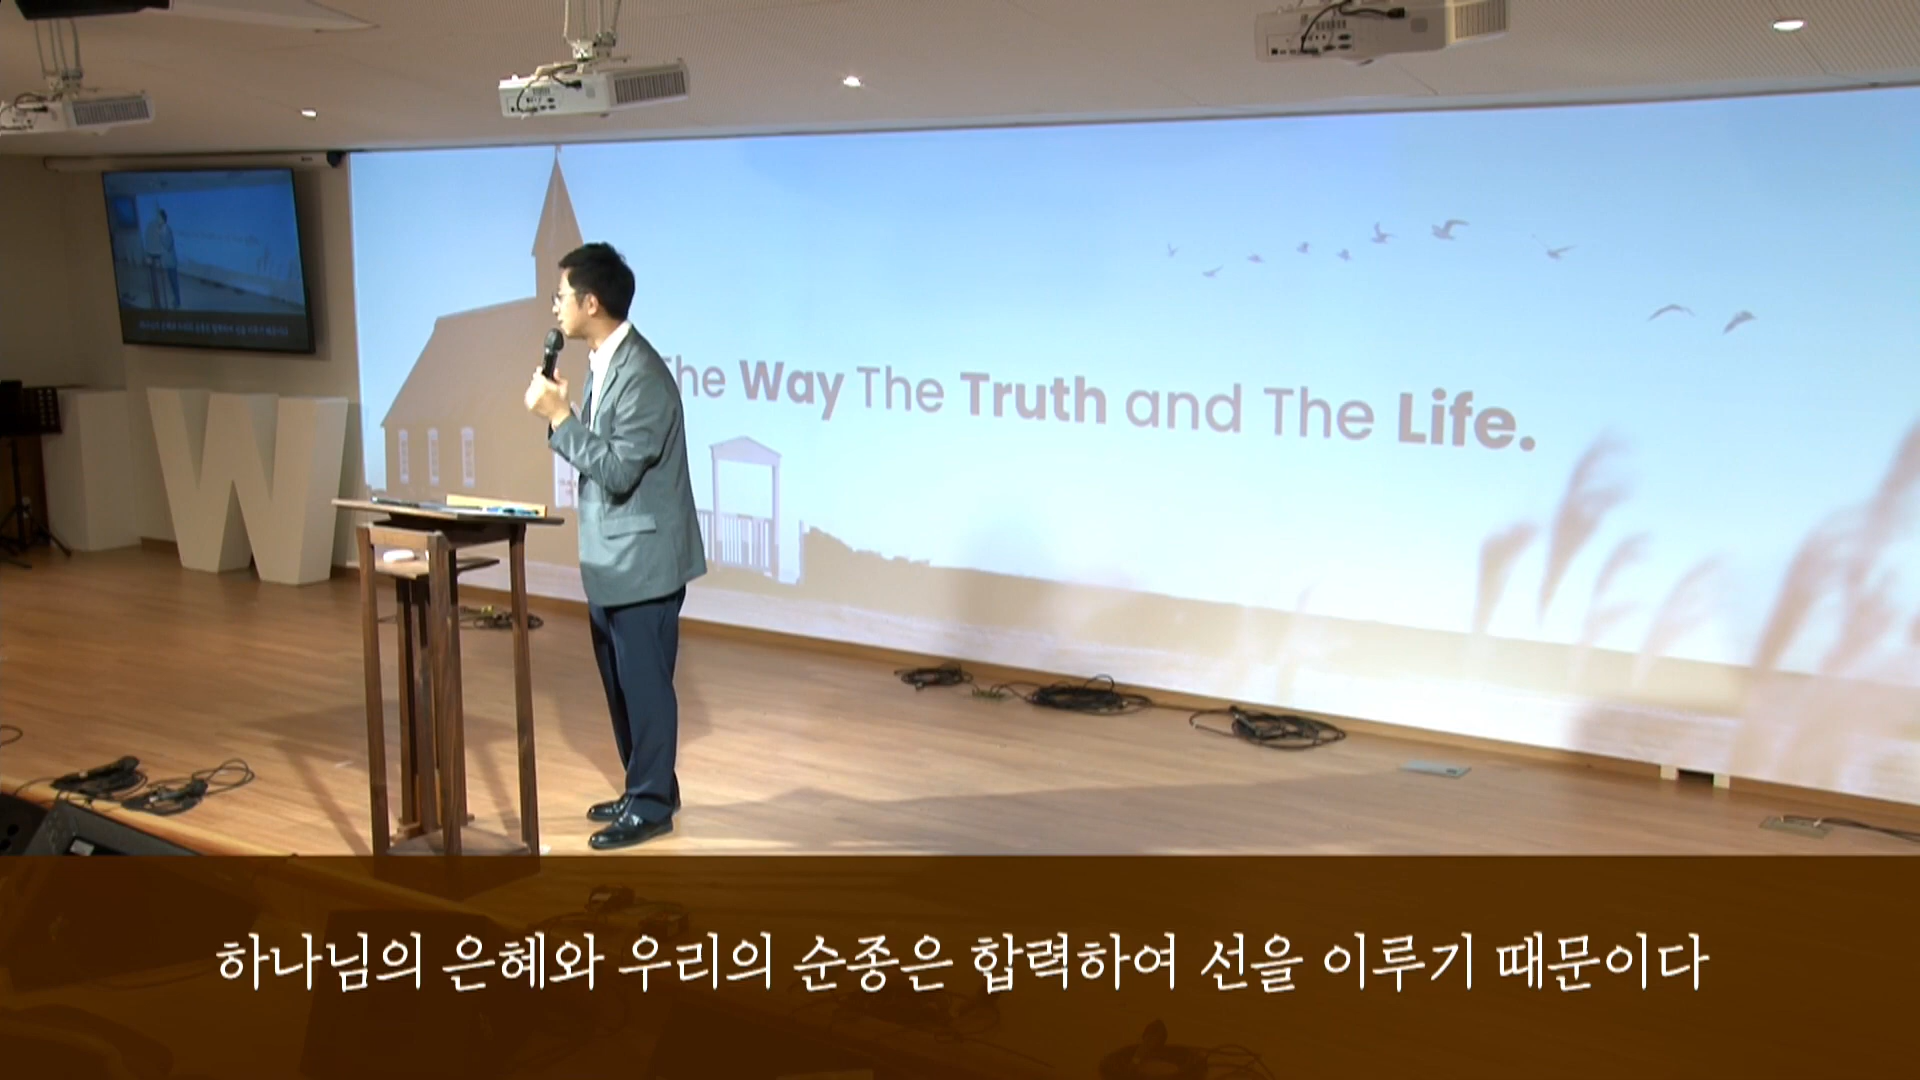 The Way The Truth and The Life.
W
하나님의 은혜와 우리의 순종은 합력하여 선을 이루기 때문이다